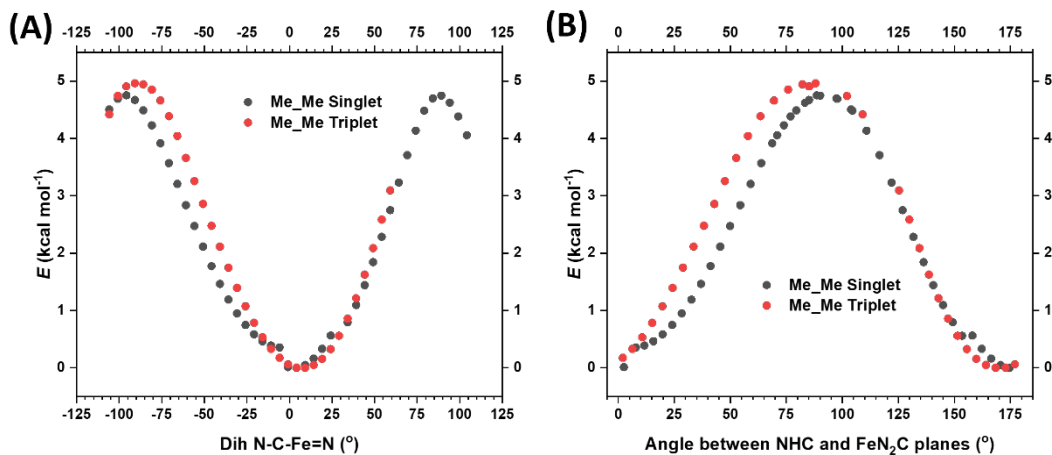 (A)
-125 -100 -75 -50 -25 0 25 50 75 100 125
5 5
4 4
3 3
2 2
1 1
0 0
-125 -100 -75 -50 -25 0 25 50 75 100 125
E (kcal mol⁻¹)
Me_Me Singlet
Me_Me Triplet
Dih N-C-Fe=N (°)
(B)
0 25 50 75 100 125 150 175
5 5
4 4
3 3
2 2
1 1
0 0
0 25 50 75 100 125 150 175
E (kcal mol⁻¹)
Me_Me Singlet
Me_Me Triplet
Angle between NHC and FeN₂C planes (°)